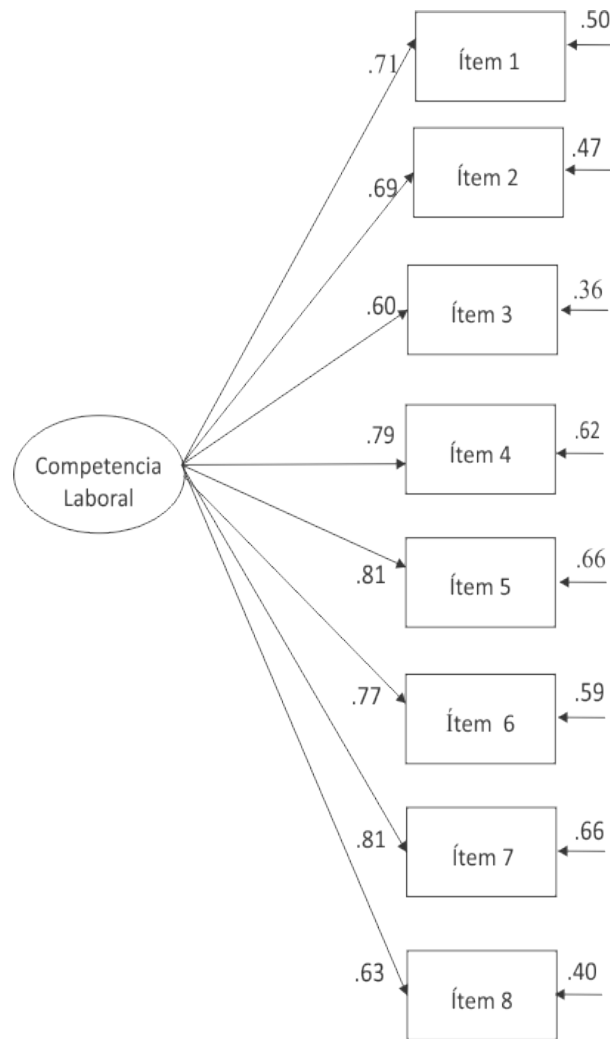 .50
.71
Ítem 1
.47
.69
Ítem 2
.36
.60
Ítem 3
.79
.62
Ítem 4
Competencia
Laboral
.66
.81
Ítem 5
.59
.77
Ítem 6
.66
.81
Ítem 7
.63
.40
Ítem 8